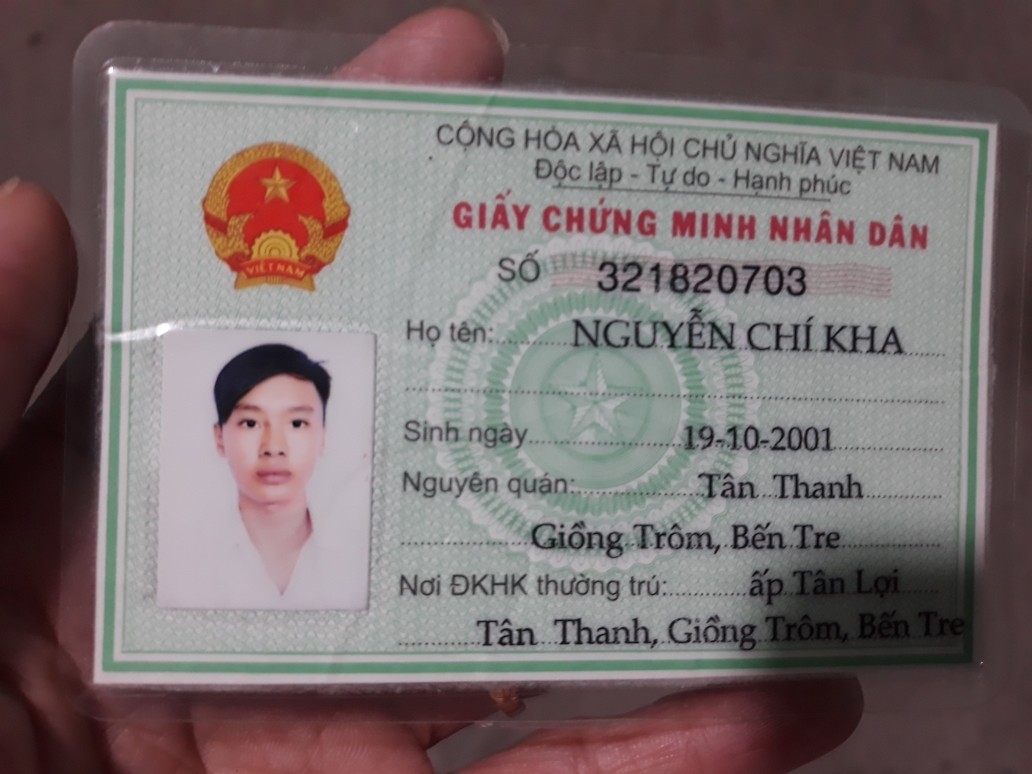 CỘNG HÒA XÃ HỘI CHỦ NGHĨA VIỆT NAM
Độc lập - Tự do - Hạnh phúc
GIẤY CHỨNG MINH NHÂN DÂN
SỐ 321820703
VIỆT NAM
Họ tên: NGUYỄN CHÍ KHA
Sinh ngày 19-10-2001
Nguyên quán: Tân Thanh
Giồng Trôm, Bến Tre
Nơi ĐKHK thường trú: ấp Tân Lợi
Tân Thanh, Giồng Trôm, Bến Tre